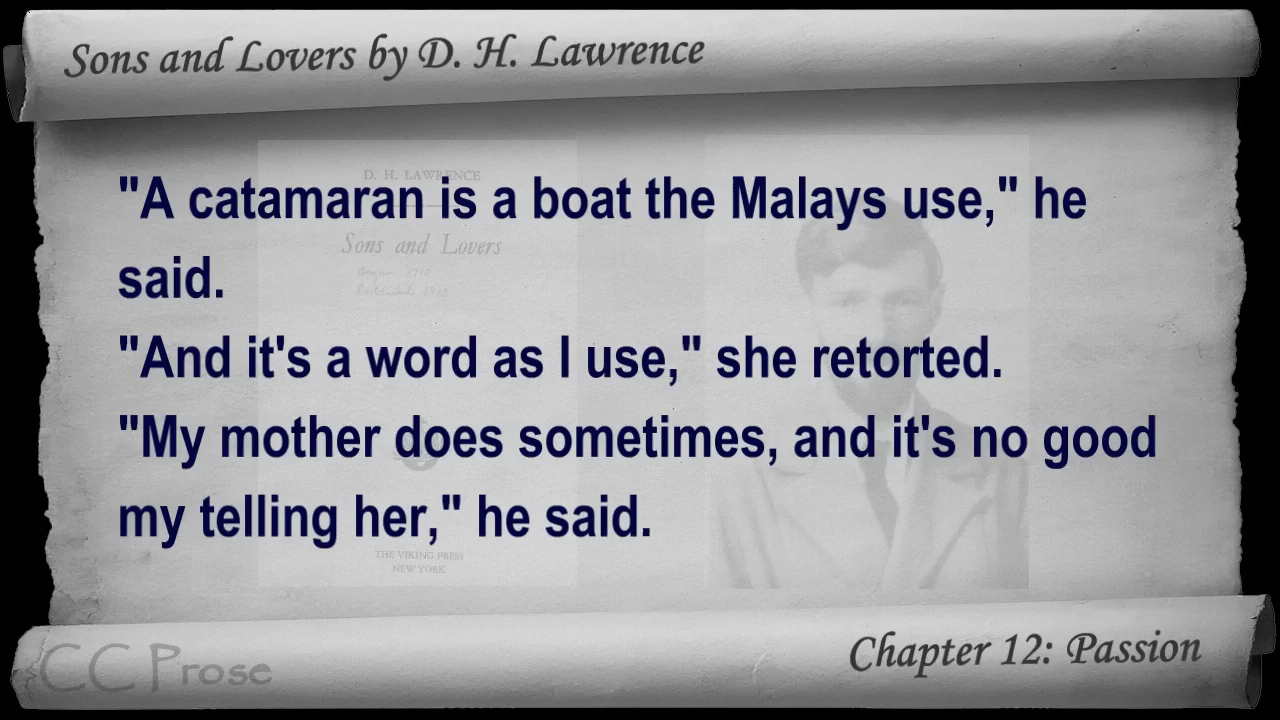 Sons and Lovers by D. H. Lawrence
D. H. LAWRENCE
"A catamaran is a boat the Malays use," he
Sons and Lovers
said.
"And it's a word as I use," she retorted.
"My mother does sometimes, and it's no good
my telling her," he said.
THE VIKING PRESS
NEW YORK
Chapter 12: Passion
CC Prose